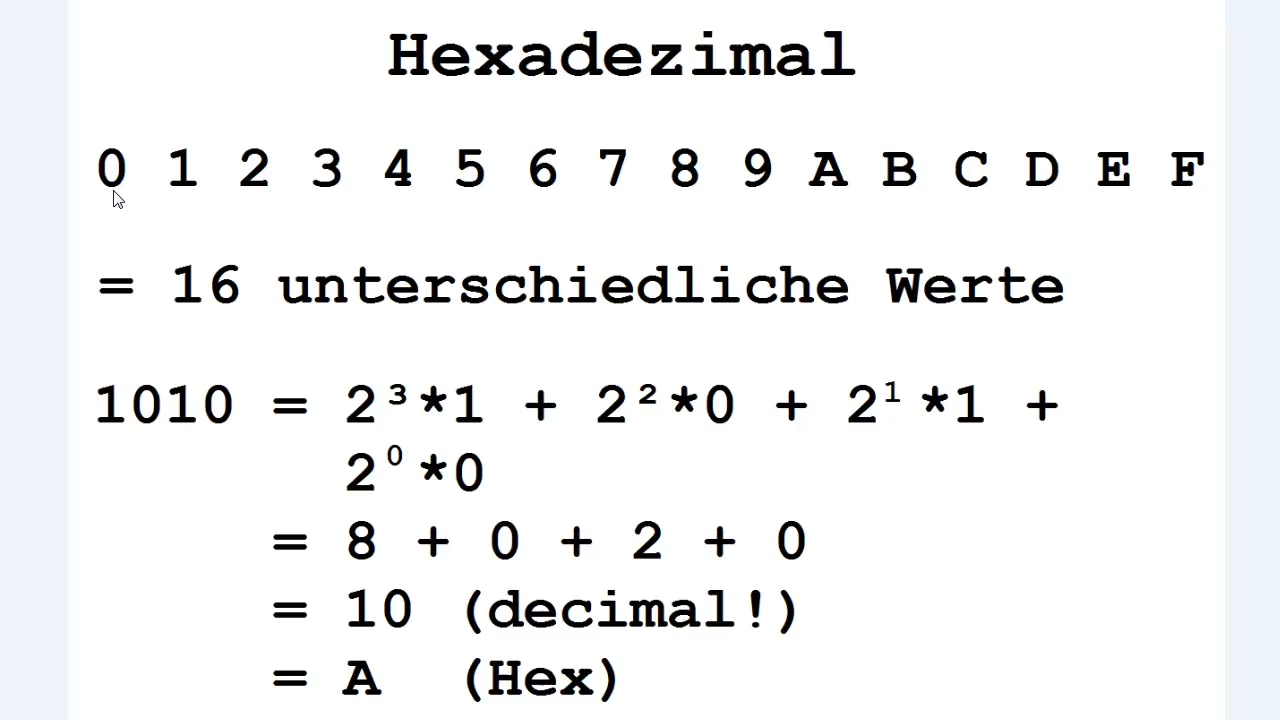 Hexadezimal
0 1 2 3 4 5 6 7 8 9 A B C D E F
= 16 unterschiedliche Werte
1010 = 2³*1 + 2²*0 + 2¹*1 +
2⁰*0
= 8 + 0 + 2 + 0
= 10 (decimal!)
= A (Hex)